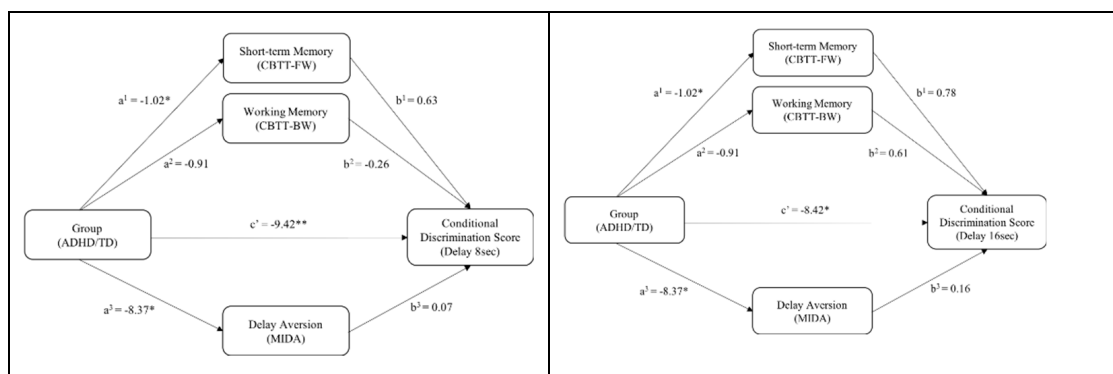 Short-term Memory
(CBTT-FW)
a¹ = -1.02*
b¹ = 0.63
Working Memory
(CBTT-BW)
a² = -0.91
b² = -0.26
Group
(ADHD/TD)
c' = -9.42**
Conditional
Discrimination Score
(Delay 8sec)
a³ = -8.37*
b³ = 0.07
Delay Aversion
(MIDA)
Short-term Memory
(CBTT-FW)
a¹ = -1.02*
b¹ = 0.78
Working Memory
(CBTT-BW)
a² = -0.91
b² = 0.61
Group
(ADHD/TD)
c' = -8.42*
Conditional
Discrimination Score
(Delay 16sec)
a³ = -8.37*
b³ = 0.16
Delay Aversion
(MIDA)